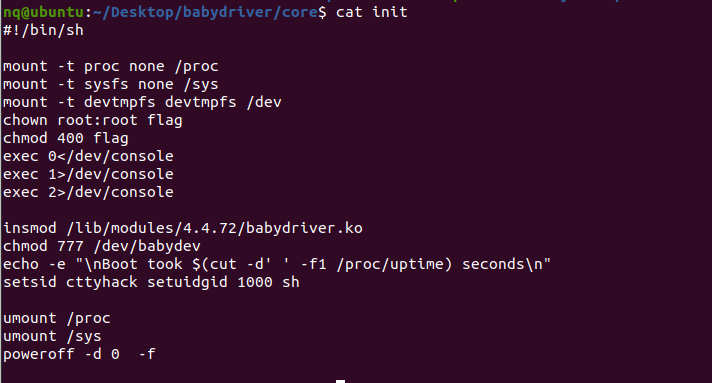 nq@ubuntu:~/Desktop/babydriver/core$ cat init
#!/bin/sh

mount -t proc none /proc
mount -t sysfs none /sys
mount -t devtmpfs devtmpfs /dev
chown root:root flag
chmod 400 flag
exec 0</dev/console
exec 1>/dev/console
exec 2>/dev/console

insmod /lib/modules/4.4.72/babydriver.ko
chmod 777 /dev/babydev
echo -e "\nBoot took $(cut -d' ' -f1 /proc/uptime) seconds\n"
setsid cttyhack setuidgid 1000 sh

umount /proc
umount /sys
poweroff -d 0  -f